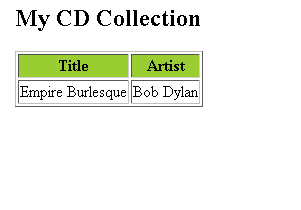 My CD Collection
Title Artist
Empire Burlesque Bob Dylan